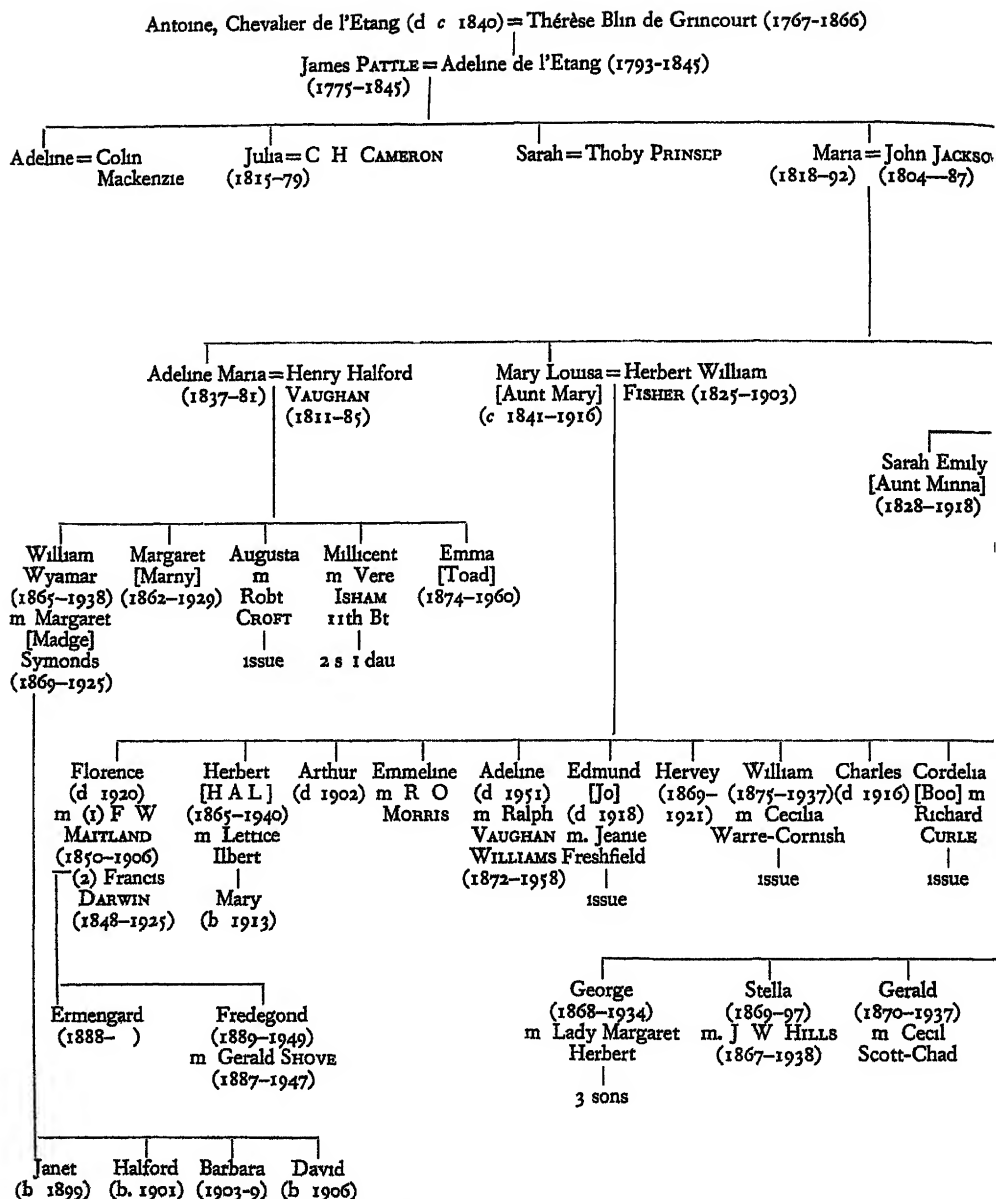 Antoine, Chevalier de l'Etang (d c 1840) = Thérèse Blin de Grincourt (1767-1866)
James PATTLE = Adeline de l'Etang (1793-1845)
(1775–1845)
Adeline = Colin
Mackenzie
Julia = C H CAMERON
(1815–79)
Sarah = Thoby PRINSEP
Maria = John JACKSO
(1818–92) (1804—87)
Adeline Maria = Henry Halford
(1837–81) VAUGHAN
(1811–85)
Mary Louisa = Herbert William
[Aunt Mary] FISHER (1825–1903)
(c 1841–1916)
Sarah Emily
[Aunt Minna]
(1828–1918)
William
Wyamar
(1865–1938)
m Margaret
[Madge]
Symonds
(1869–1925)
Margaret
[Marny]
(1862–1929)
Augusta
m
Robt
CROFT
issue
Millicent
m Vere
ISHAM
11th Bt
2 s 1 dau
Emma
[Toad]
(1874–1960)
Florence
(d 1920)
m (1) F W
MAITLAND
(1850–1906)
(2) Francis
DARWIN
(1848–1925)
Herbert
[H A L]
(1865–1940)
m Lettice
Ilbert
Mary
(b 1913)
Arthur
(d 1902)
Emmeline
m R O
MORRIS
Adeline
(d 1951)
m Ralph
VAUGHAN
WILLIAMS
(1872–1958)
Edmund
[Jo]
(d 1918)
m. Jeanie
Freshfield
issue
Hervey
(1869–
1921)
William
(1875–1937)
m Cecilia
Warre-Cornish
issue
Charles
(d 1916)
Cordelia
[Boo] m
Richard
CURLE
issue
Ermengard
(1888– )
Fredegond
(1889–1949)
m Gerald SHOVE
(1887–1947)
George
(1868–1934)
m Lady Margaret
Herbert
3 sons
Stella
(1869–97)
m. J W HILLS
(1867–1938)
Gerald
(1870–1937)
m Cecil
Scott-Chad
Janet
(b 1899)
Halford
(b. 1901)
Barbara
(1903–9)
David
(b 1906)